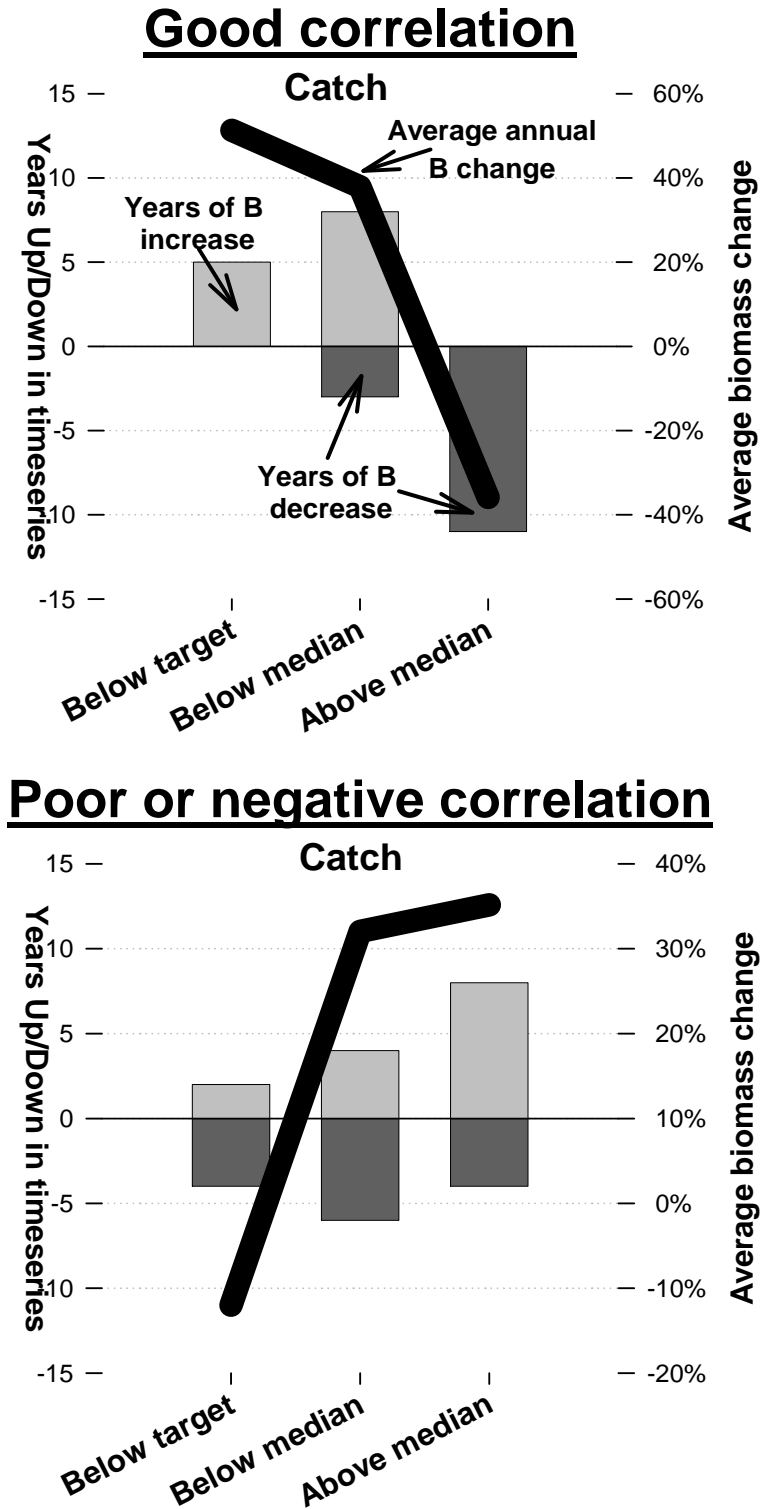 Good correlation
Catch
Years Up/Down in timeseries
15
10
5
0
-5
-10
-15
60%
40%
20%
0%
-20%
-40%
-60%
Average biomass change
Average annual
B change
Years of B
increase
Years of B
decrease
Below target
Below median
Above median
Poor or negative correlation
Catch
Years Up/Down in timeseries
15
10
5
0
-5
-10
-15
40%
30%
20%
10%
0%
-10%
-20%
Average biomass change
Below target
Below median
Above median